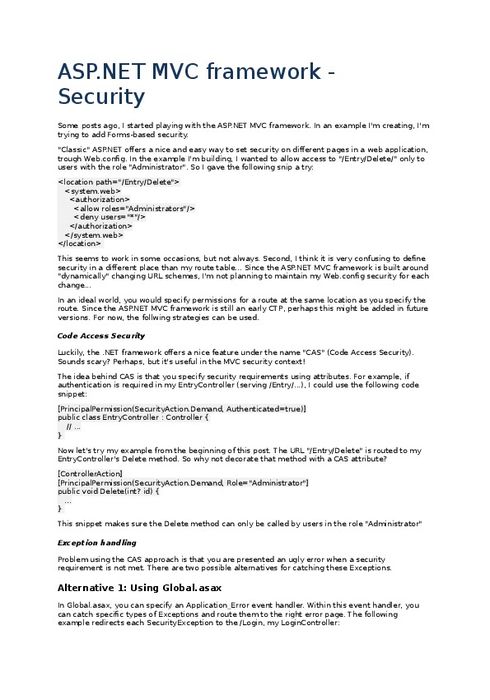 ASP.NET MVC framework -
Security
Some posts ago, I started playing with the ASP.NET MVC framework. In an example I'm creating, I'm
trying to add Forms-based security.
"Classic" ASP.NET offers a nice and easy way to set security on different pages in a web application,
trough Web.config. In the example I'm building, I wanted to allow access to "/Entry/Delete/" only to
users with the role "Administrator". So I gave the following snip a try:
<location path="/Entry/Delete">
<system.web>
<authorization>
<allow roles="Administrators"/>
<deny users="*"/>
</authorization>
</system.web>
</location>
This seems to work in some occasions, but not always. Second, I think it is very confusing to define
security in a different place than my route table... Since the ASP.NET MVC framework is built around
"dynamically" changing URL schemes, I'm not planning to maintain my Web.config security for each
change...
In an ideal world, you would specify permissions for a route at the same location as you specify the
route. Since the ASP.NET MVC framework is still an early CTP, perhaps this might be added in future
versions. For now, the follwing strategies can be used.
Code Access Security
Luckily, the .NET framework offers a nice feature under the name "CAS" (Code Access Security).
Sounds scary? Perhaps, but it's useful in the MVC security context!
The idea behind CAS is that you specify security requirements using attributes. For example, if
authentication is required in my EntryController (serving /Entry/...), I could use the following code
snippet:
[PrincipalPermission(SecurityAction.Demand, Authenticated=true)]
public class EntryController : Controller {
// ...
}
Now let's try my example from the beginning of this post. The URL "/Entry/Delete" is routed to my
EntryController's Delete method. So why not decorate that method with a CAS attribute?
[ControllerAction]
[PrincipalPermission(SecurityAction.Demand, Role="Administrator"]
public void Delete(int? id) {
...
}
This snippet makes sure the Delete method can only be called by users in the role "Administrator"
Exception handling
Problem using the CAS approach is that you are presented an ugly error when a security
requirement is not met. There are two possible alternatives for catching these Exceptions.
Alternative 1: Using Global.asax
In Global.asax, you can specify an Application_Error event handler. Within this event handler, you
can catch specific types of Exceptions and route them to the right error page. The following
example redirects each SecurityException to the /Login, my LoginController: